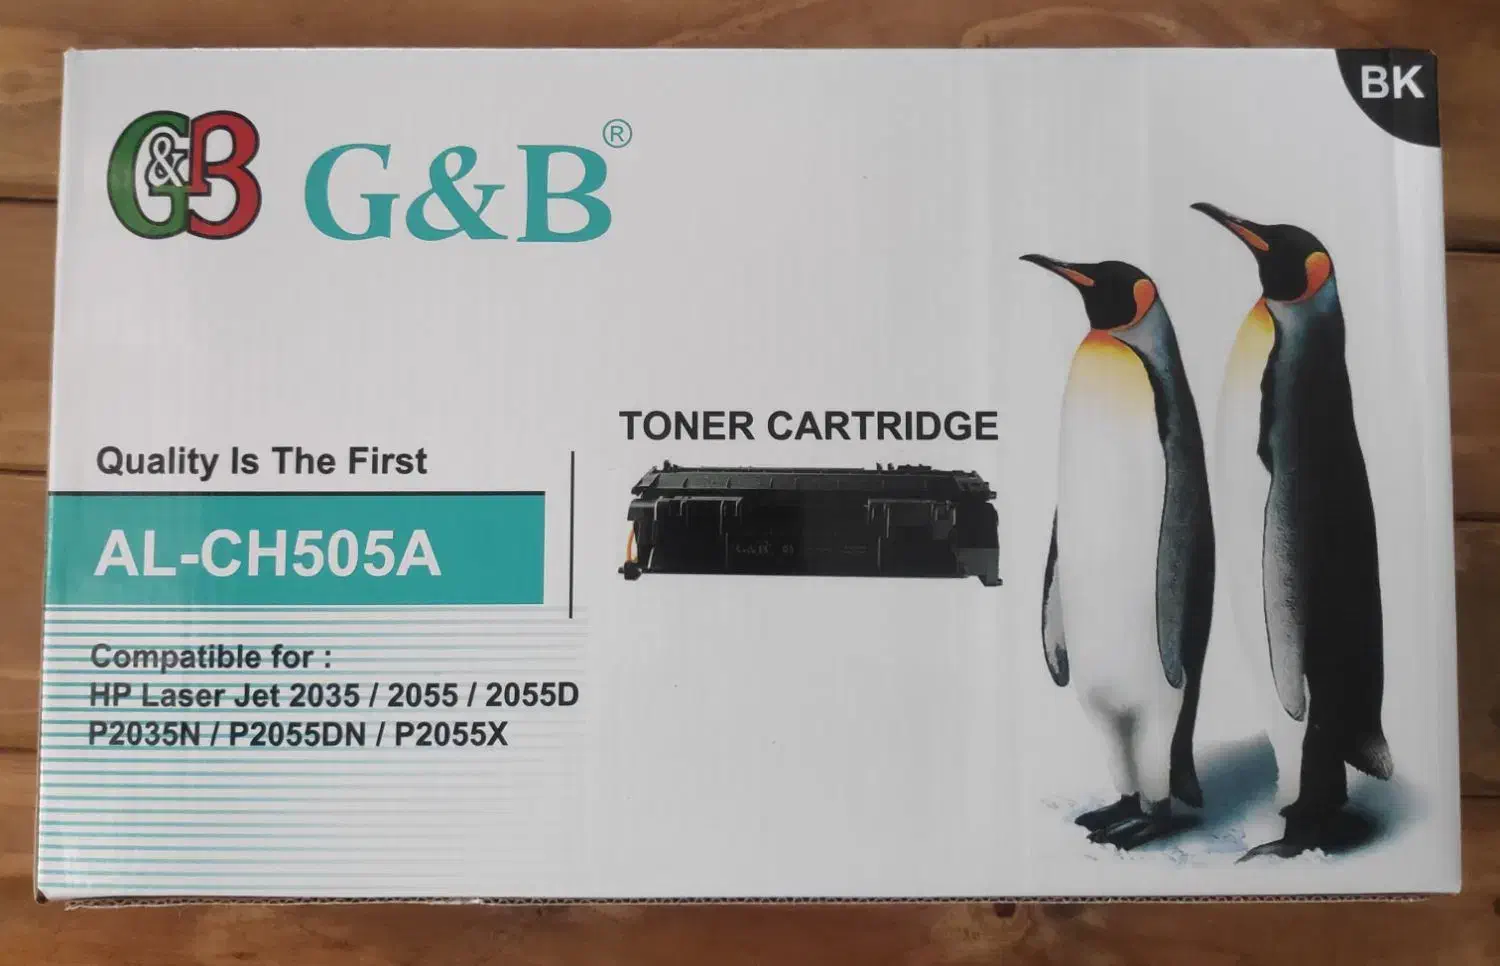 BK
G&B
G&B®
TONER CARTRIDGE
Quality Is The First
AL-CH505A
Compatible for :
HP Laser Jet 2035 / 2055 / 2055D
P2035N / P2055DN / P2055X
G&B